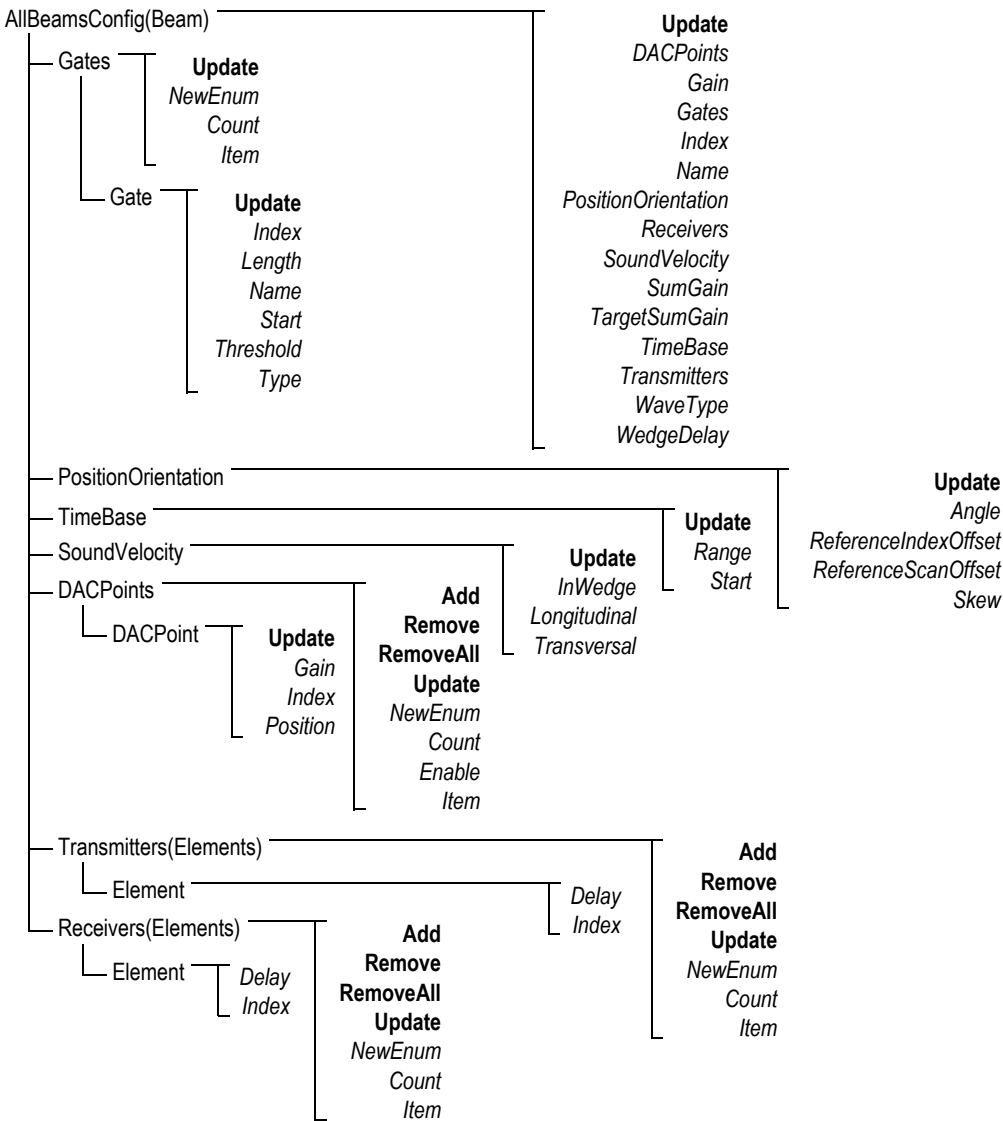 AllBeamsConfig(Beam)
Update
DACPoints
Gain
Gates
Index
Name
PositionOrientation
Receivers
SoundVelocity
SumGain
TargetSumGain
TimeBase
Transmitters
WaveType
WedgeDelay
Gates
Update
NewEnum
Count
Item
Gate
Update
Index
Length
Name
Start
Threshold
Type
PositionOrientation
Update
Angle
ReferenceIndexOffset
ReferenceScanOffset
Skew
TimeBase
Update
Range
Start
SoundVelocity
Update
InWedge
Longitudinal
Transversal
DACPoints
Add
Remove
RemoveAll
Update
NewEnum
Count
Enable
Item
DACPoint
Update
Gain
Index
Position
Transmitters(Elements)
Add
Remove
RemoveAll
Update
NewEnum
Count
Item
Element
Delay
Index
Receivers(Elements)
Add
Remove
RemoveAll
Update
NewEnum
Count
Item
Element
Delay
Index